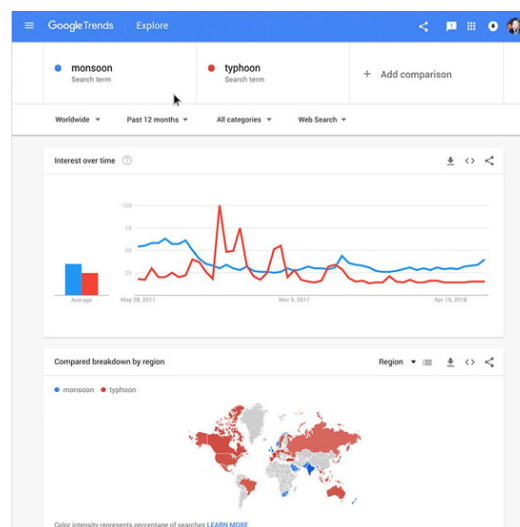 GoogleTrends Explore
monsoon
Search term
typhoon
Search term
+ Add comparison
Worldwide Past 12 months All categories Web Search
Interest over time
100
75
50
25
Average
May 28, 2017 Nov 5, 2017 Apr 15, 2018
Compared breakdown by region Region
monsoon typhoon
Color intensity represents percentage of searches LEARN MORE